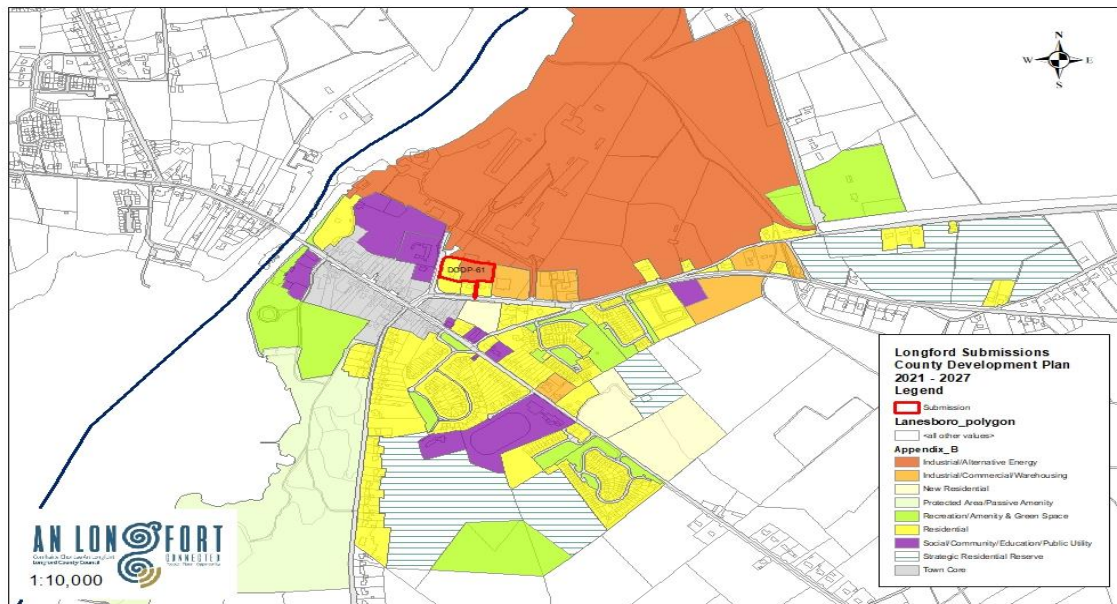 N
W E
S
DCDP-61
Longford Submissions
County Development Plan
2021 - 2027
Legend
Submission
Lanesboro_polygon
<all other values>
Appendix_B
Industrial/Alternative Energy
Industrial/Commercial/Warehousing
New Residential
Protected Area/Passive Amenity
Recreation/Amenity & Green Space
Residential
Social/Community/Education/Public Utility
Strategic Residential Reserve
Town Core
AN LONGFORT
Longford County Council
CONNECTED
1:10,000